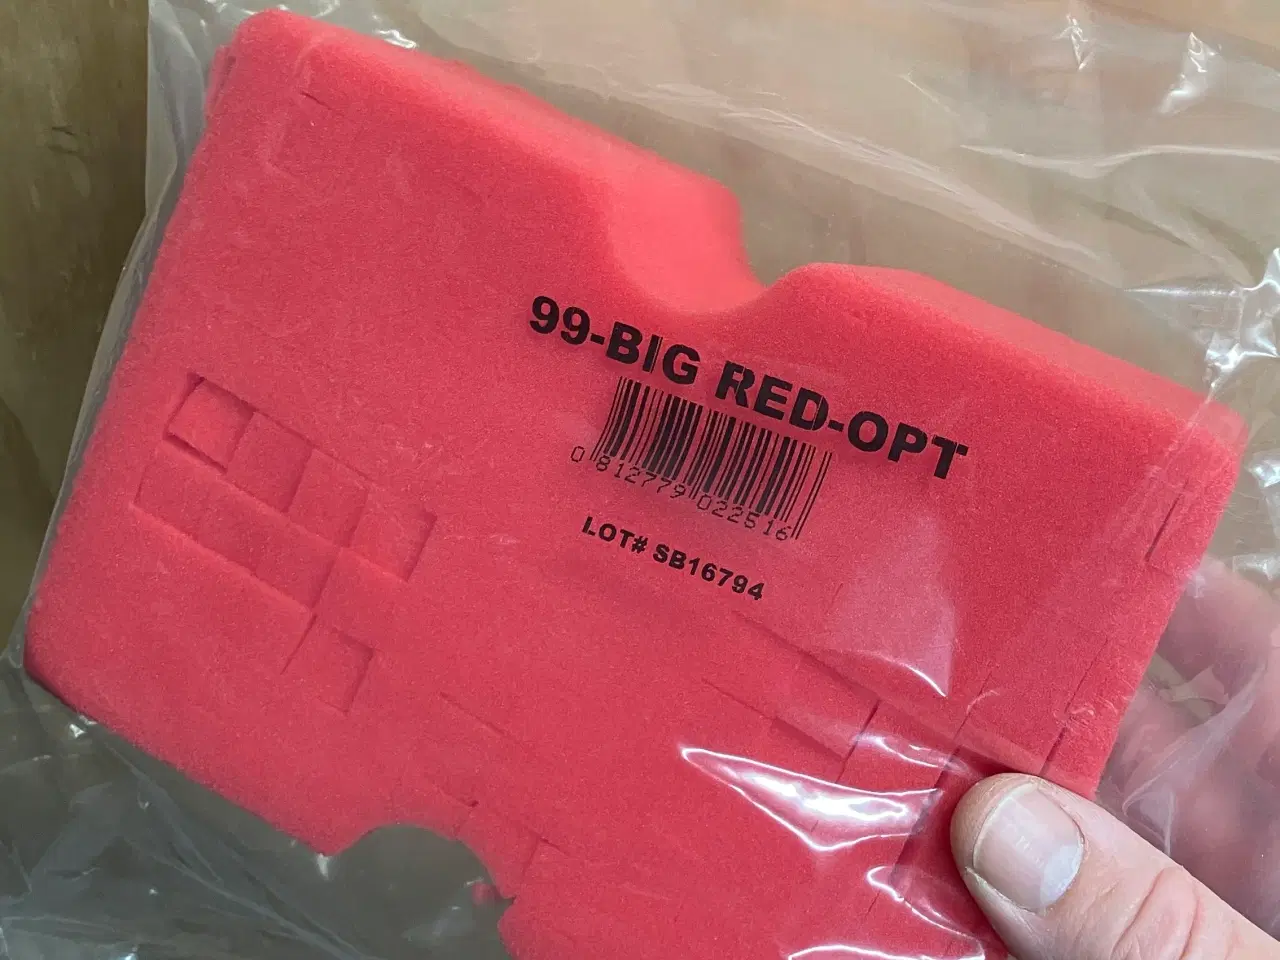 99-BIG RED-OPT
0 812779 022516
LOT# SB16794